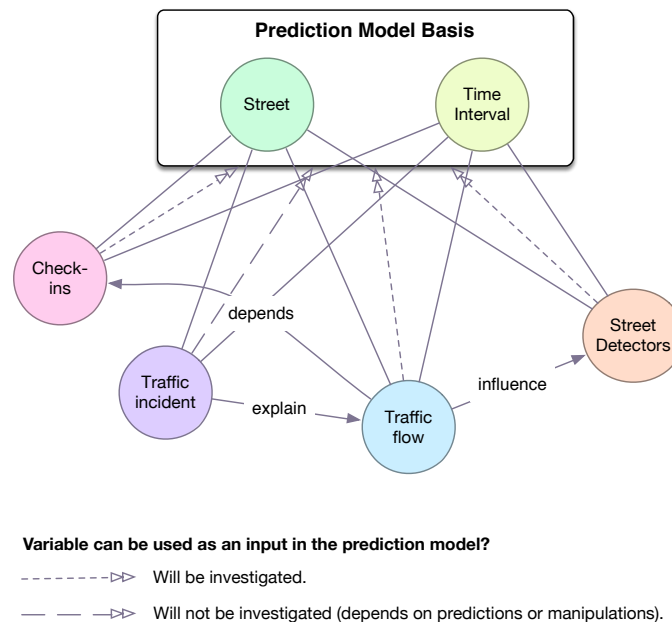 Prediction Model Basis
Street
Time
Interval
Check-
ins
depends
Street
Detectors
Traffic
incident
explain
influence
Traffic
flow
Variable can be used as an input in the prediction model?
Will be investigated.
Will not be investigated (depends on predictions or manipulations).